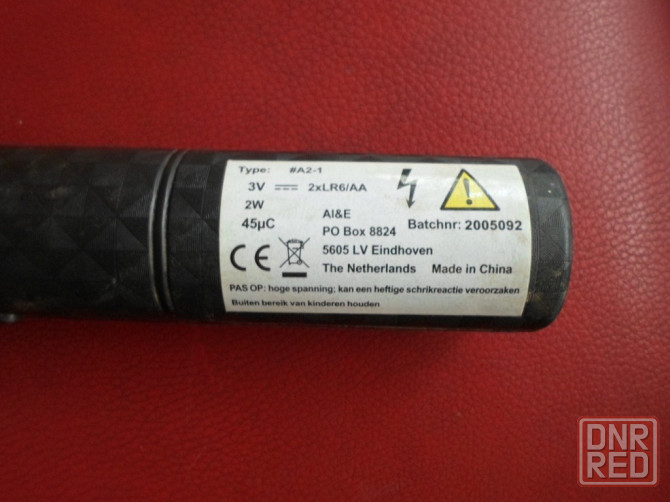 Type: #A2-1
3V 2xLR6/AA
2W
45µC
AI&E
PO Box 8824
5605 LV Eindhoven
The Netherlands
Batchnr: 2005092
Made in China
CE
PAS OP: hoge spanning; kan een heftige schrikreactie veroorzaken
Buiten bereik van kinderen houden
DNR
RED